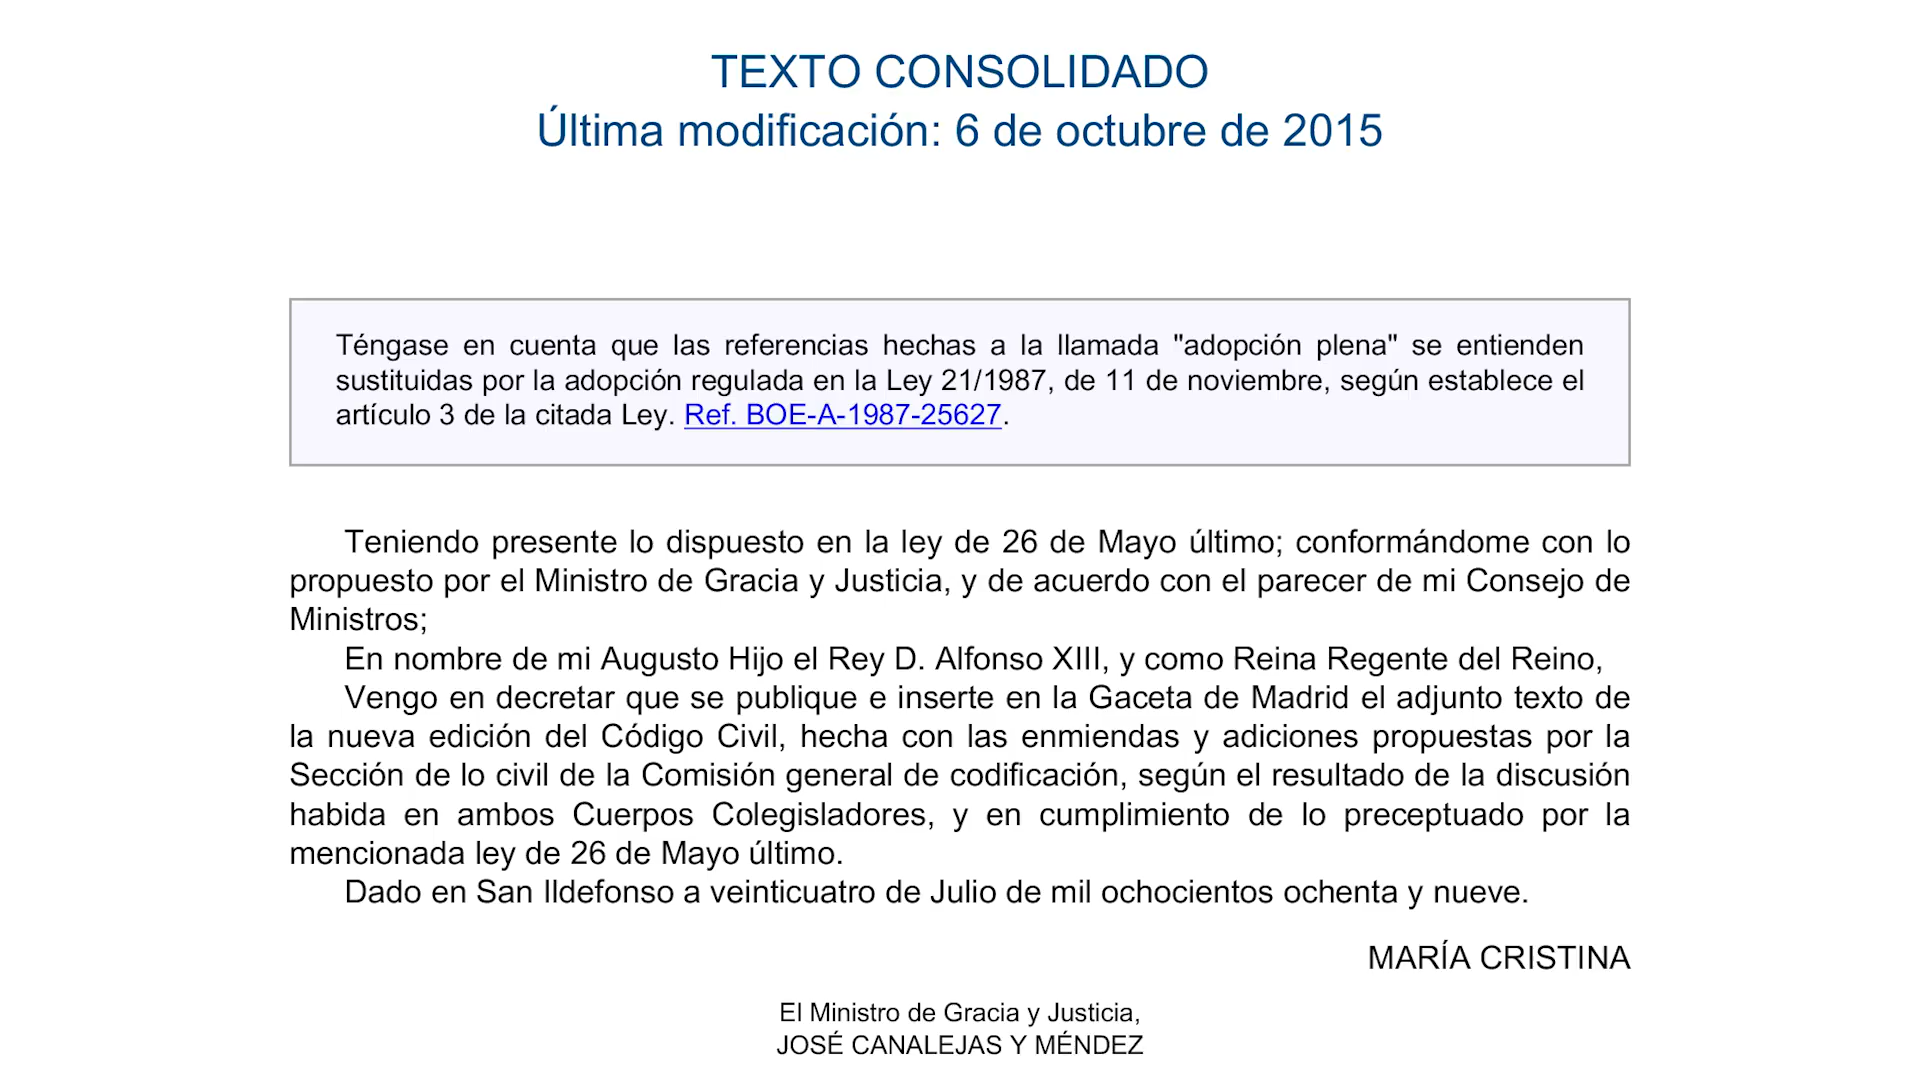 TEXTO CONSOLIDADO
Última modificación: 6 de octubre de 2015
Téngase en cuenta que las referencias hechas a la llamada "adopción plena" se entienden
sustituidas por la adopción regulada en la Ley 21/1987, de 11 de noviembre, según establece el
artículo 3 de la citada Ley. Ref. BOE-A-1987-25627.
Teniendo presente lo dispuesto en la ley de 26 de Mayo último; conformándome con lo
propuesto por el Ministro de Gracia y Justicia, y de acuerdo con el parecer de mi Consejo de
Ministros;
En nombre de mi Augusto Hijo el Rey D. Alfonso XIII, y como Reina Regente del Reino,
Vengo en decretar que se publique e inserte en la Gaceta de Madrid el adjunto texto de
la nueva edición del Código Civil, hecha con las enmiendas y adiciones propuestas por la
Sección de lo civil de la Comisión general de codificación, según el resultado de la discusión
habida en ambos Cuerpos Colegisladores, y en cumplimiento de lo preceptuado por la
mencionada ley de 26 de Mayo último.
Dado en San Ildefonso a veinticuatro de Julio de mil ochocientos ochenta y nueve.
MARÍA CRISTINA
El Ministro de Gracia y Justicia,
JOSÉ CANALEJAS Y MÉNDEZ